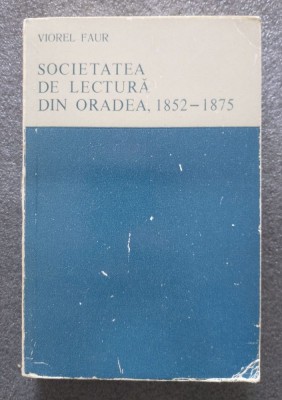 VIOREL FAUR
SOCIETATEA
DE LECTURĂ
DIN ORADEA, 1852–1875